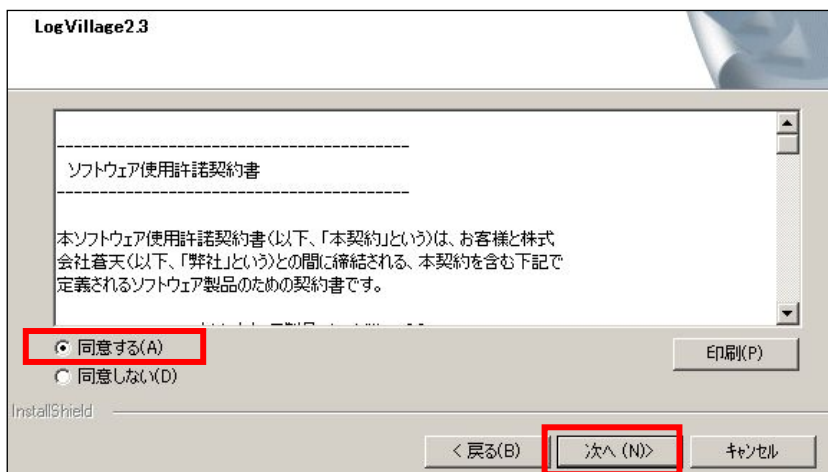 LogVillage2.3
------------------------------------------
ソフトウェア使用許諾契約書
------------------------------------------
本ソフトウェア使用許諾契約書(以下、「本契約」という)は、お客様と株式
会社蒼天(以下、「弊社」という)との間に締結される、本契約を含む下記で
定義されるソフトウェア製品のための契約書です。
同意する(A)
印刷(P)
同意しない(D)
InstallShield
< 戻る(B)
次へ (N)>
キャンセル